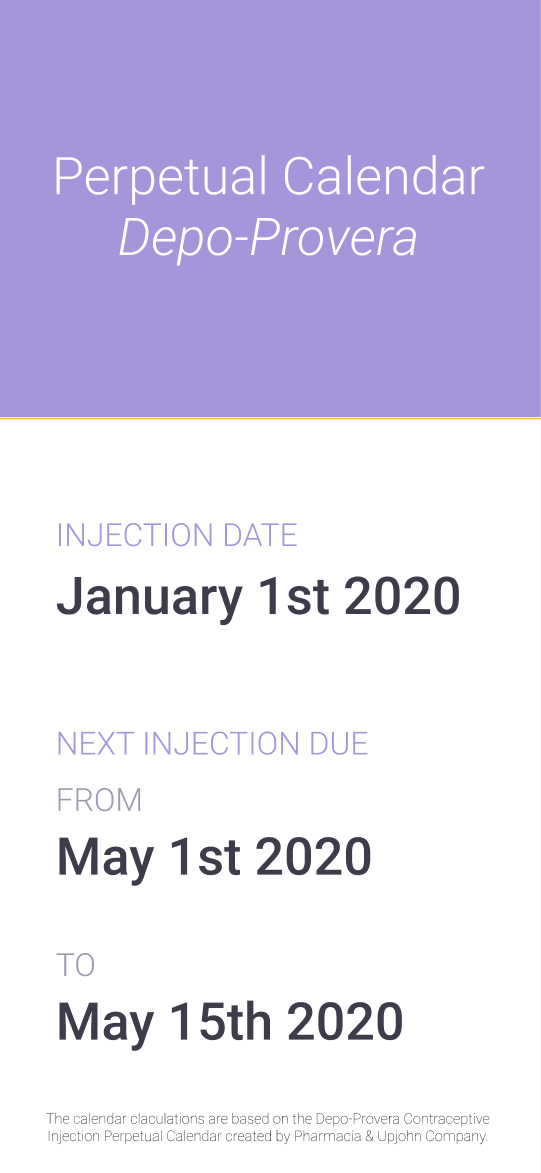 Perpetual Calendar
Depo-Provera
INJECTION DATE
January 1st 2020
NEXT INJECTION DUE
FROM
May 1st 2020
TO
May 15th 2020
The calendar claculations are based on the Depo-Provera Contraceptive
Injection Perpetual Calendar created by Pharmacia & Upjohn Company.